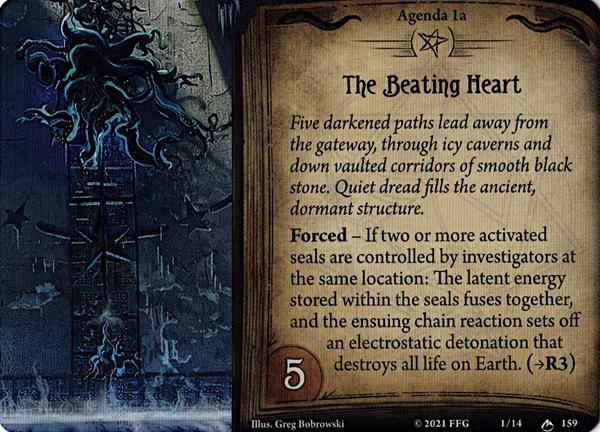 Agenda 1a
The Beating Heart
Five darkened paths lead away from
the gateway, through icy caverns and
down vaulted corridors of smooth black
stone. Quiet dread fills the ancient,
dormant structure.
Forced – If two or more activated
seals are controlled by investigators at
the same location: The latent energy
stored within the seals fuses together,
and the ensuing chain reaction sets off
an electrostatic detonation that
destroys all life on Earth. (→R3)
5
Illus. Greg Bobrowski
© 2021 FFG
1/14
159